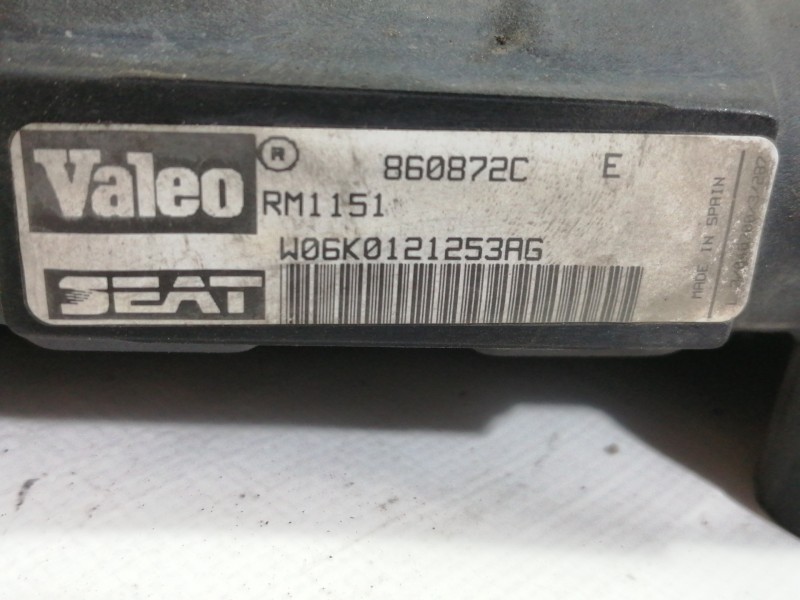 Valeo ® 860872C E
RM1151
W06K0121253AG
SEAT
MADE IN SPAIN